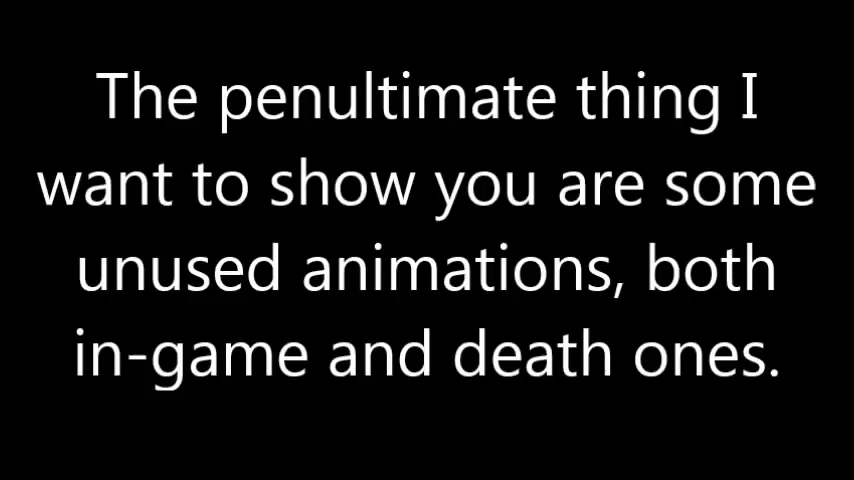 The penultimate thing I
want to show you are some
unused animations, both
in-game and death ones.